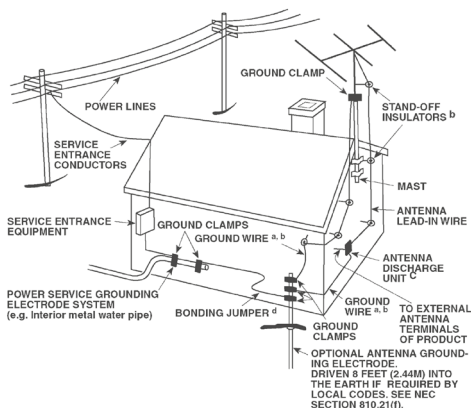 GROUND CLAMP
POWER LINES
STAND-OFF
INSULATORS b
SERVICE
ENTRANCE
CONDUCTORS
MAST
ANTENNA
LEAD-IN WIRE
SERVICE ENTRANCE
EQUIPMENT
GROUND CLAMPS
GROUND WIRE a, b
ANTENNA
DISCHARGE
UNIT C
POWER SERVICE GROUNDING
ELECTRODE SYSTEM
(e.g. Interior metal water pipe)
BONDING JUMPER d
GROUND
WIRE a, b
TO EXTERNAL
ANTENNA
TERMINALS
OF PRODUCT
GROUND
CLAMPS
OPTIONAL ANTENNA GROUND-
ING ELECTRODE.
DRIVEN 8 FEET (2.44M) INTO
THE EARTH IF REQUIRED BY
LOCAL CODES. SEE NEC
SECTION 810.21(f).